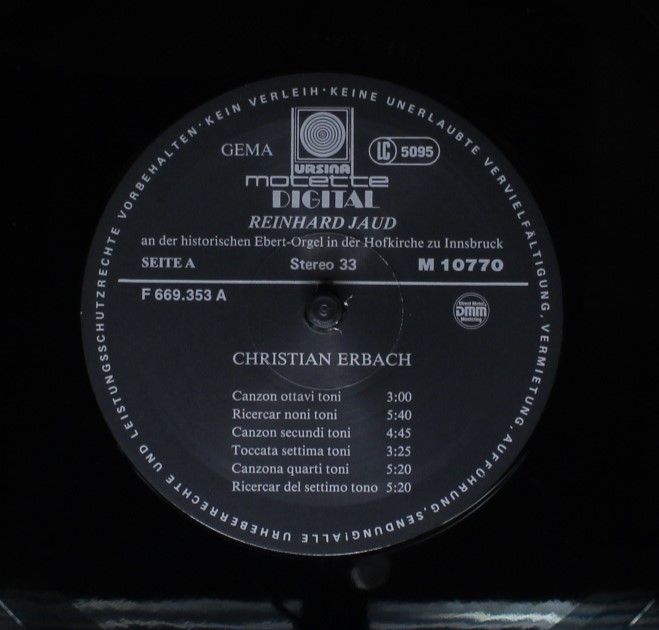 KEIN VERLEIH · KEINE UNERLAUBTE VERVIELFÄLTIGUNG, VERMIETUNG, AUFFÜHRUNG, SENDUNG! ALLE URHEBERRECHTE UND LEISTUNGSSCHUTZRECHTE VORBEHALTEN ·
GEMA
LC 5095
URSINA
motette
DIGITAL
REINHARD JAUD
an der historischen Ebert-Orgel in der Hofkirche zu Innsbruck
SEITE A Stereo 33 M 10770
F 669.353 A
Direct Metal
DMM
Mastering
CHRISTIAN ERBACH
Canzon ottavi toni 3:00
Ricercar noni toni 5:40
Canzon secundi toni 4:45
Toccata settima toni 3:25
Canzona quarti toni 5:20
Ricercar del settimo tono 5:20